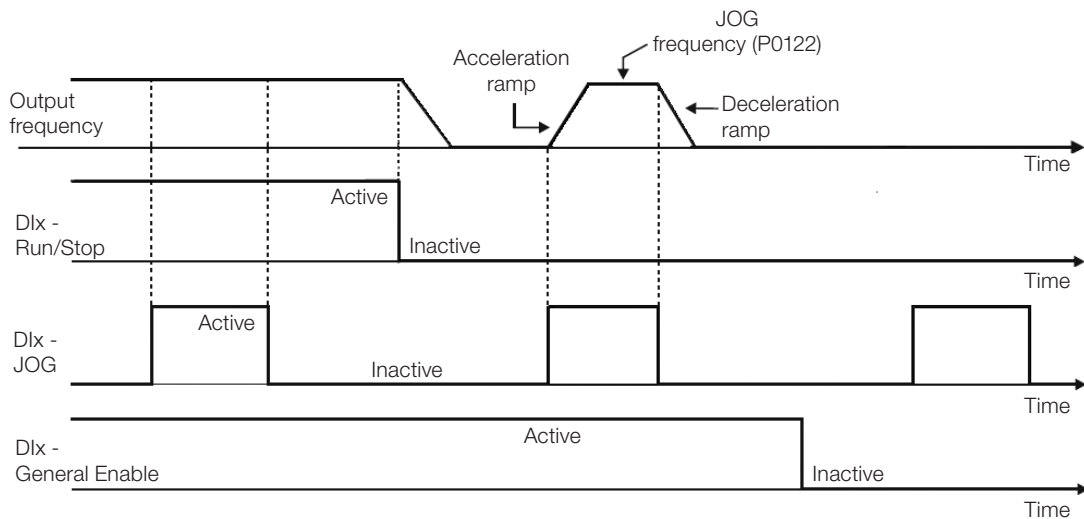 JOG
frequency (P0122)
Acceleration
ramp
Output
frequency
Deceleration
ramp
Time
Active
DIx -
Run/Stop
Inactive
Time
Active
DIx -
JOG
Inactive
Time
DIx -
General Enable
Active
Inactive
Time